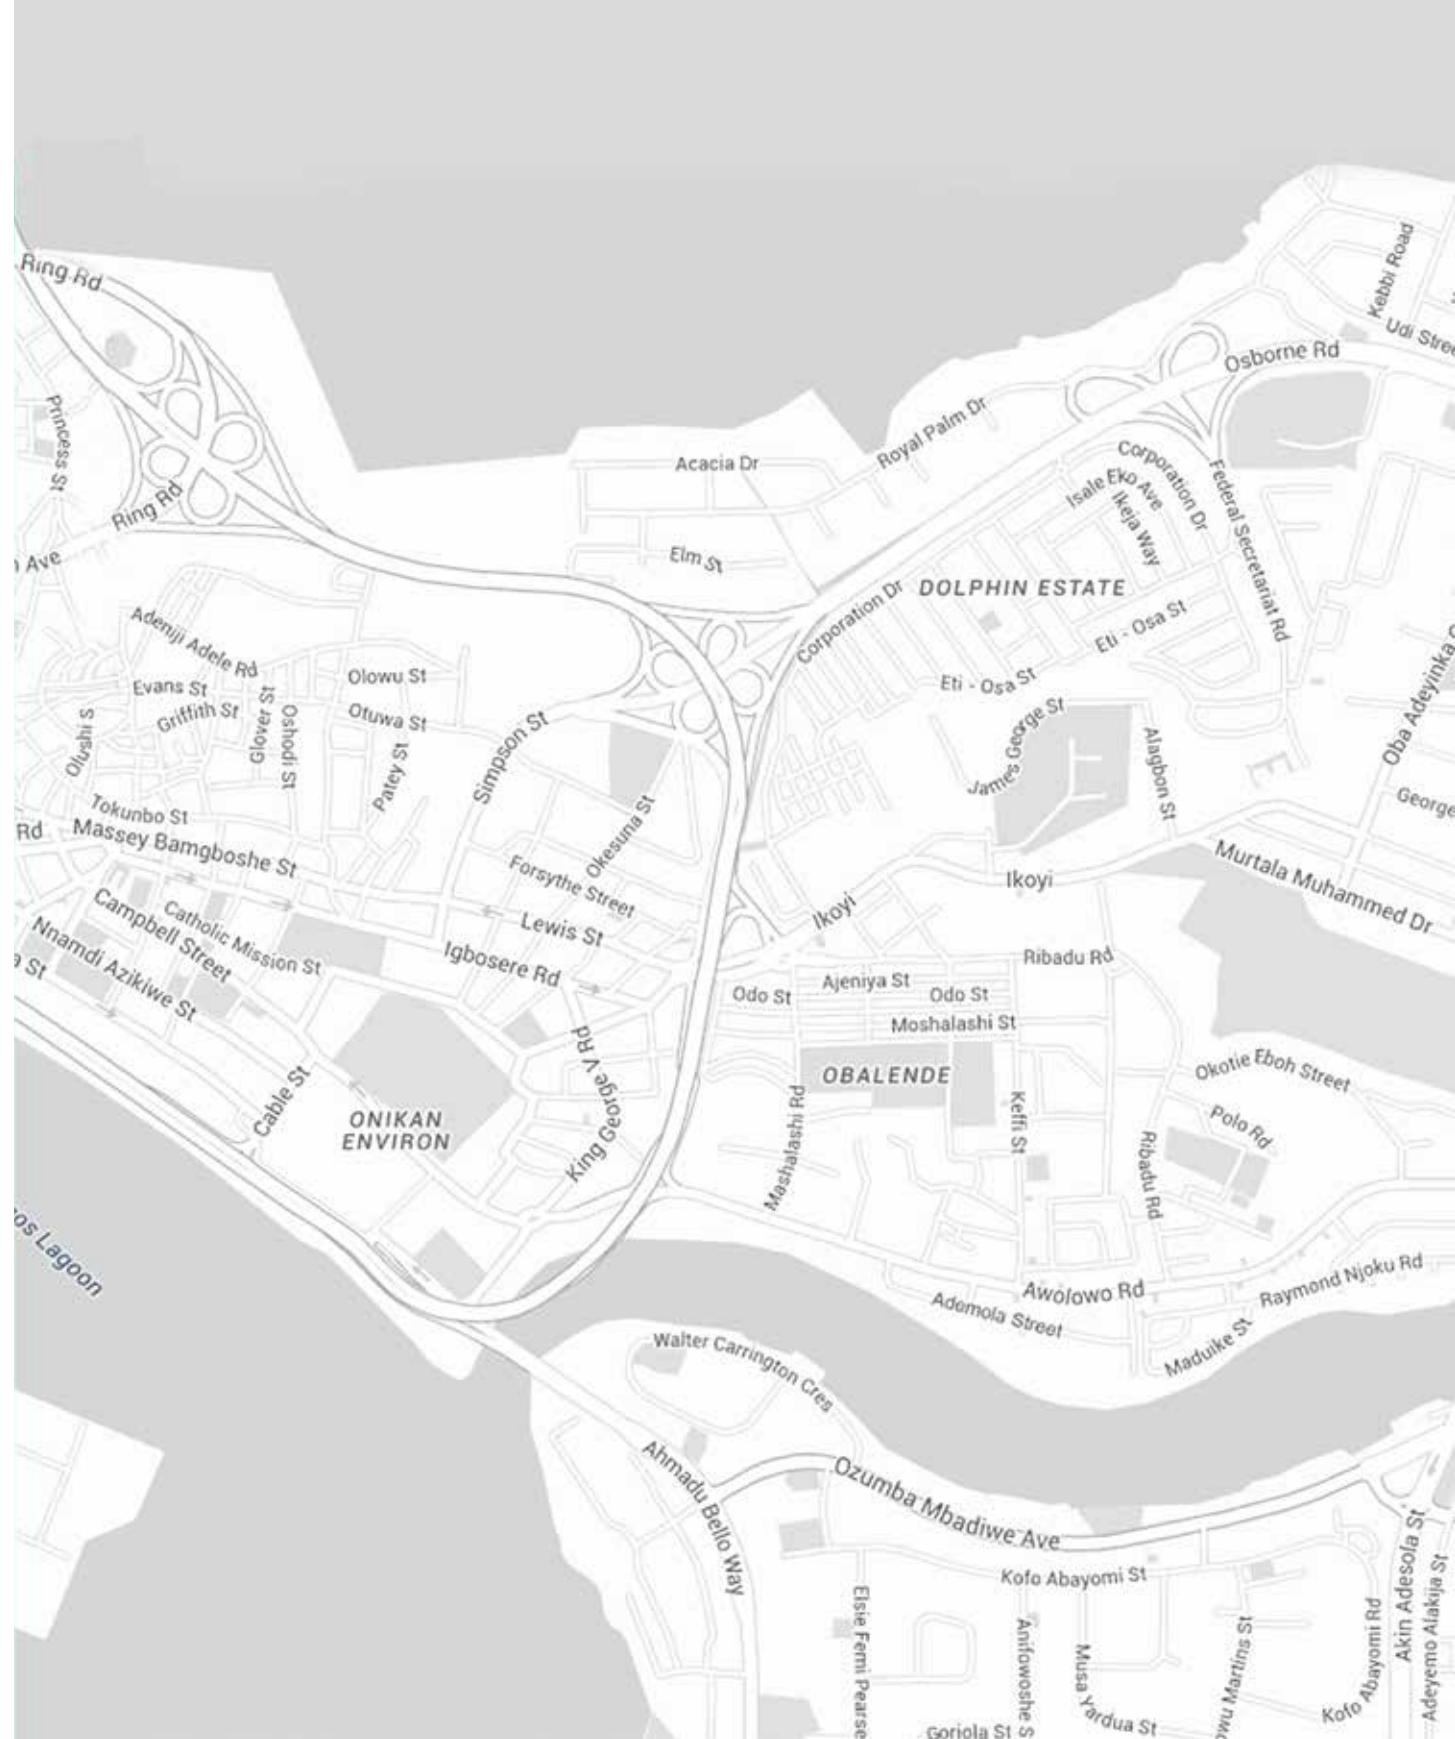 Kebbi Road
Ring Rd
Udi Stree
Osborne Rd
Princess St
Royal Palm Dr
Acacia Dr
Corporation Dr
Isale Eko Ave
Ikeja Way
Federal Secretariat Rd
Ring Rd
Ave
Elm St
DOLPHIN ESTATE
Corporation Dr
Eti - Osa St
Adeniji Adele Rd
Evans St
Olowu St
Eti - Osa St
Oba Adeyinka
Griffith St
Glover St
Oshodi St
Otuwa St
Olushi S
Patey St
Simpson St
James George St
Alagbon St
George
Tokunbo St
Rd
Massey Bamgboshe St
Okesuna St
Forsythe Street
Ikoyi
Murtala Muhammed Dr
Campbell Street
Catholic Mission St
Lewis St
Ikoyi
Nnamdi Azikiwe St
a St
Igbosere Rd
Ribadu Rd
Ajeniya St
Odo St
Odo St
Moshalashi St
King George V Rd
Okotie Eboh Street
OBALENDE
Cable St
ONIKAN
ENVIRON
Mashalashi Rd
Keffi St
Polo Rd
Ribadu Rd
os Lagoon
Awolowo Rd
Raymond Njoku Rd
Ademola Street
Maduike St
Walter Carrington Cres
Ahmadu Bello Way
Ozumba Mbadiwe Ave
Kofo Abayomi St
Akin Adesola St
Adeyemo Alakija St
Elsie Femi Pearse
Anifowoshe S
Musa Yardua St
owu Martins St
Kofo Abayomi Rd
Goriola St